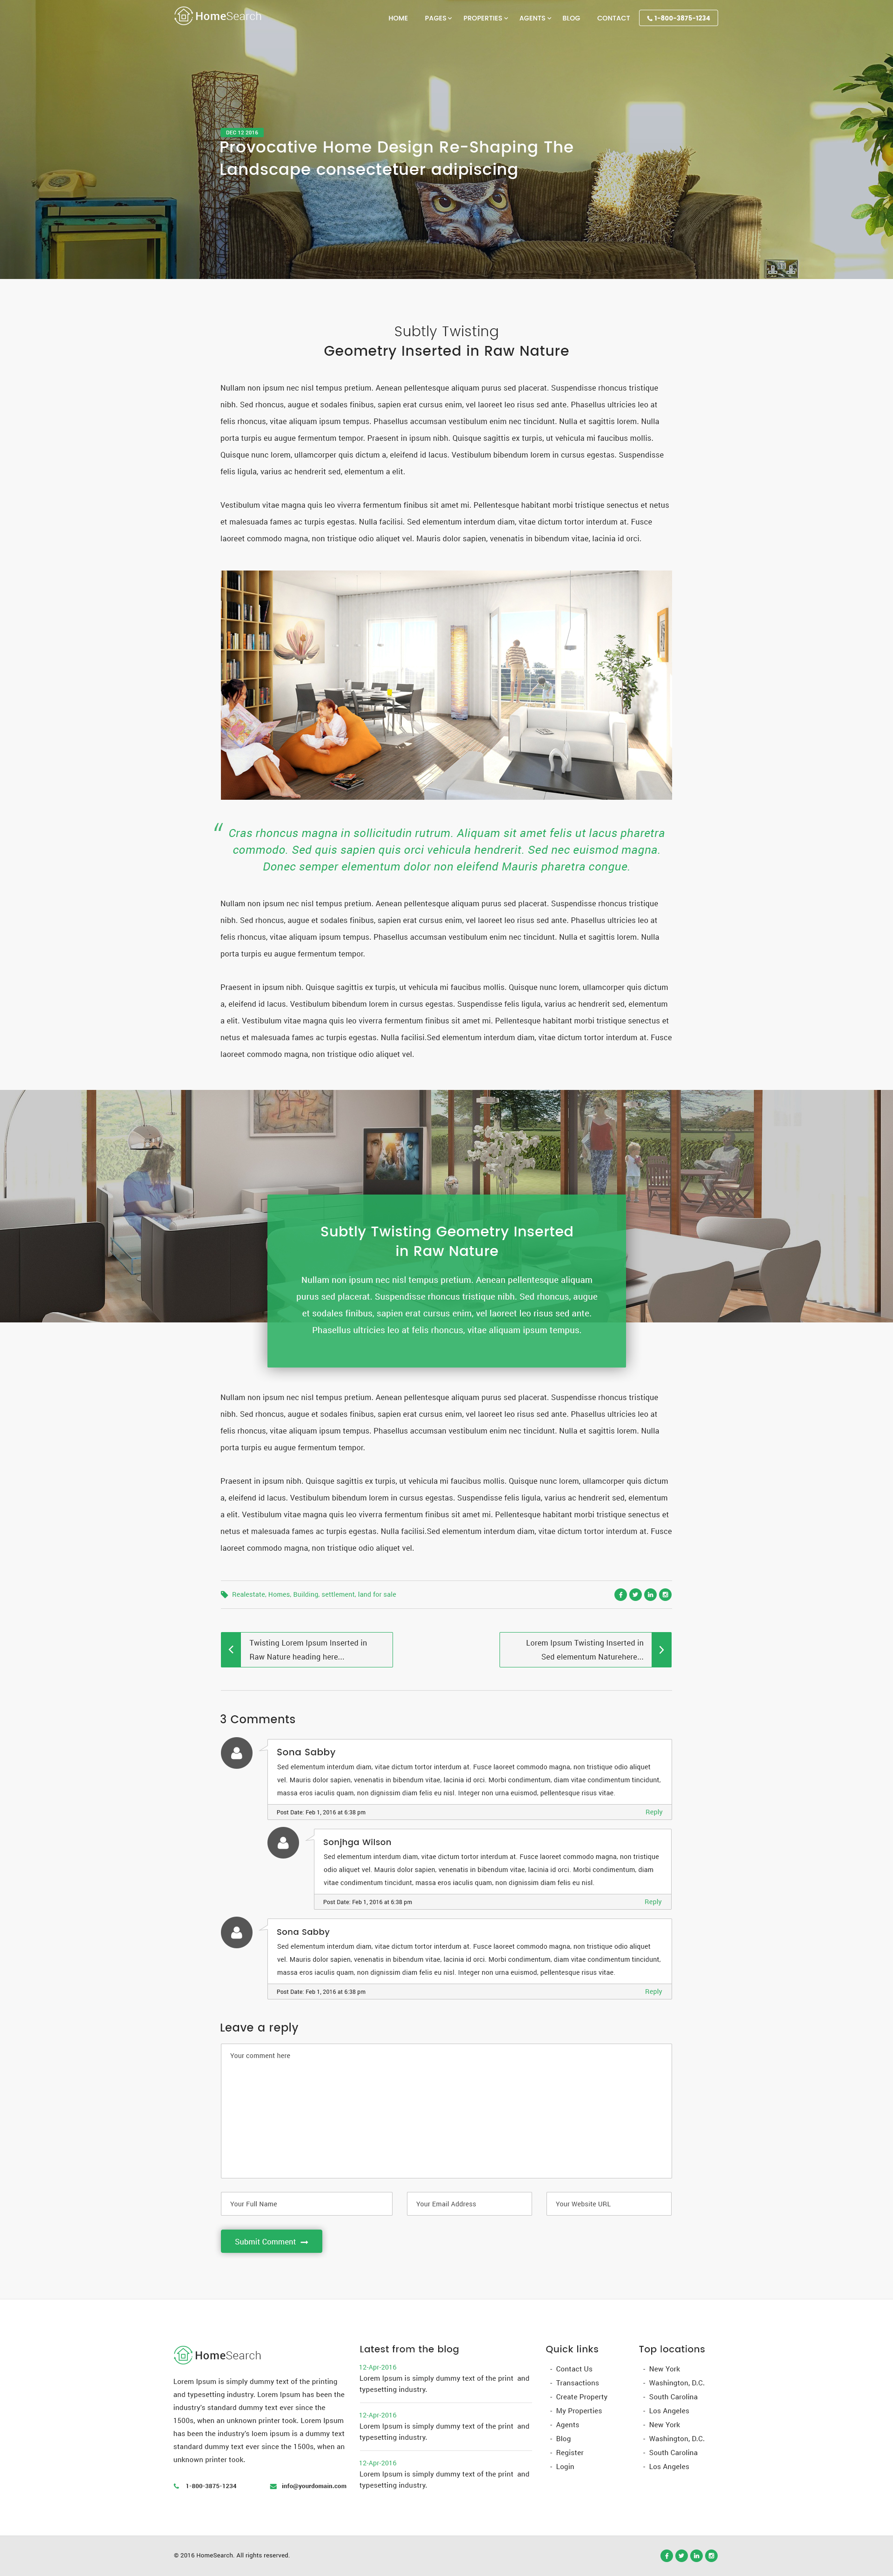 HomeSearch
HOME PAGES PROPERTIES AGENTS BLOG CONTACT 1-800-3875-1234
DEC 12 2016
Provocative Home Design Re-Shaping The
Landscape consectetuer adipiscing
Subtly Twisting
Geometry Inserted in Raw Nature
Nullam non ipsum nec nisl tempus pretium. Aenean pellentesque aliquam purus sed placerat. Suspendisse rhoncus tristique
nibh. Sed rhoncus, augue et sodales finibus, sapien erat cursus enim, vel laoreet leo risus sed ante. Phasellus ultricies leo at
felis rhoncus, vitae aliquam ipsum tempus. Phasellus accumsan vestibulum enim nec tincidunt. Nulla et sagittis lorem. Nulla
porta turpis eu augue fermentum tempor. Praesent in ipsum nibh. Quisque sagittis ex turpis, ut vehicula mi faucibus mollis.
Quisque nunc lorem, ullamcorper quis dictum a, eleifend id lacus. Vestibulum bibendum lorem in cursus egestas. Suspendisse
felis ligula, varius ac hendrerit sed, elementum a elit.
Vestibulum vitae magna quis leo viverra fermentum finibus sit amet mi. Pellentesque habitant morbi tristique senectus et netus
et malesuada fames ac turpis egestas. Nulla facilisi. Sed elementum interdum diam, vitae dictum tortor interdum at. Fusce
laoreet commodo magna, non tristique odio aliquet vel. Mauris dolor sapien, venenatis in bibendum vitae, lacinia id orci.
“ Cras rhoncus magna in sollicitudin rutrum. Aliquam sit amet felis ut lacus pharetra
commodo. Sed quis sapien quis orci vehicula hendrerit. Sed nec euismod magna.
Donec semper elementum dolor non eleifend Mauris pharetra congue.
Nullam non ipsum nec nisl tempus pretium. Aenean pellentesque aliquam purus sed placerat. Suspendisse rhoncus tristique
nibh. Sed rhoncus, augue et sodales finibus, sapien erat cursus enim, vel laoreet leo risus sed ante. Phasellus ultricies leo at
felis rhoncus, vitae aliquam ipsum tempus. Phasellus accumsan vestibulum enim nec tincidunt. Nulla et sagittis lorem. Nulla
porta turpis eu augue fermentum tempor.
Praesent in ipsum nibh. Quisque sagittis ex turpis, ut vehicula mi faucibus mollis. Quisque nunc lorem, ullamcorper quis dictum
a, eleifend id lacus. Vestibulum bibendum lorem in cursus egestas. Suspendisse felis ligula, varius ac hendrerit sed, elementum
a elit. Vestibulum vitae magna quis leo viverra fermentum finibus sit amet mi. Pellentesque habitant morbi tristique senectus et
netus et malesuada fames ac turpis egestas. Nulla facilisi.Sed elementum interdum diam, vitae dictum tortor interdum at. Fusce
laoreet commodo magna, non tristique odio aliquet vel.
Subtly Twisting Geometry Inserted
in Raw Nature
Nullam non ipsum nec nisl tempus pretium. Aenean pellentesque aliquam
purus sed placerat. Suspendisse rhoncus tristique nibh. Sed rhoncus, augue
et sodales finibus, sapien erat cursus enim, vel laoreet leo risus sed ante.
Phasellus ultricies leo at felis rhoncus, vitae aliquam ipsum tempus.
Nullam non ipsum nec nisl tempus pretium. Aenean pellentesque aliquam purus sed placerat. Suspendisse rhoncus tristique
nibh. Sed rhoncus, augue et sodales finibus, sapien erat cursus enim, vel laoreet leo risus sed ante. Phasellus ultricies leo at
felis rhoncus, vitae aliquam ipsum tempus. Phasellus accumsan vestibulum enim nec tincidunt. Nulla et sagittis lorem. Nulla
porta turpis eu augue fermentum tempor.
Praesent in ipsum nibh. Quisque sagittis ex turpis, ut vehicula mi faucibus mollis. Quisque nunc lorem, ullamcorper quis dictum
a, eleifend id lacus. Vestibulum bibendum lorem in cursus egestas. Suspendisse felis ligula, varius ac hendrerit sed, elementum
a elit. Vestibulum vitae magna quis leo viverra fermentum finibus sit amet mi. Pellentesque habitant morbi tristique senectus et
netus et malesuada fames ac turpis egestas. Nulla facilisi.Sed elementum interdum diam, vitae dictum tortor interdum at. Fusce
laoreet commodo magna, non tristique odio aliquet vel.
Realestate, Homes, Building, settlement, land for sale
Twisting Lorem Ipsum Inserted in
Raw Nature heading here...
Lorem Ipsum Twisting Inserted in
Sed elementum Naturehere...
3 Comments
Sona Sabby
Sed elementum interdum diam, vitae dictum tortor interdum at. Fusce laoreet commodo magna, non tristique odio aliquet
vel. Mauris dolor sapien, venenatis in bibendum vitae, lacinia id orci. Morbi condimentum, diam vitae condimentum tincidunt,
massa eros iaculis quam, non dignissim diam felis eu nisl. Integer non urna euismod, pellentesque risus vitae.
Post Date: Feb 1, 2016 at 6:38 pm Reply
Sonjhga Wilson
Sed elementum interdum diam, vitae dictum tortor interdum at. Fusce laoreet commodo magna, non tristique
odio aliquet vel. Mauris dolor sapien, venenatis in bibendum vitae, lacinia id orci. Morbi condimentum, diam
vitae condimentum tincidunt, massa eros iaculis quam, non dignissim diam felis eu nisl.
Post Date: Feb 1, 2016 at 6:38 pm Reply
Sona Sabby
Sed elementum interdum diam, vitae dictum tortor interdum at. Fusce laoreet commodo magna, non tristique odio aliquet
vel. Mauris dolor sapien, venenatis in bibendum vitae, lacinia id orci. Morbi condimentum, diam vitae condimentum tincidunt,
massa eros iaculis quam, non dignissim diam felis eu nisl. Integer non urna euismod, pellentesque risus vitae.
Post Date: Feb 1, 2016 at 6:38 pm Reply
Leave a reply
Your comment here
Your Full Name Your Email Address Your Website URL
Submit Comment
HomeSearch
Lorem Ipsum is simply dummy text of the printing
and typesetting industry. Lorem Ipsum has been the
industry's standard dummy text ever since the
1500s, when an unknown printer took. Lorem Ipsum
has been the industry's lorem ipsum is a dummy text
standard dummy text ever since the 1500s, when an
unknown printer took.
1-800-3875-1234 info@yourdomain.com
Latest from the blog
12-Apr-2016
Lorem Ipsum is simply dummy text of the print and
typesetting industry.
12-Apr-2016
Lorem Ipsum is simply dummy text of the print and
typesetting industry.
12-Apr-2016
Lorem Ipsum is simply dummy text of the print and
typesetting industry.
Quick links
- Contact Us
- Transactions
- Create Property
- My Properties
- Agents
- Blog
- Register
- Login
Top locations
- New York
- Washington, D.C.
- South Carolina
- Los Angeles
- New York
- Washington, D.C.
- South Carolina
- Los Angeles
© 2016 HomeSearch. All rights reserved.